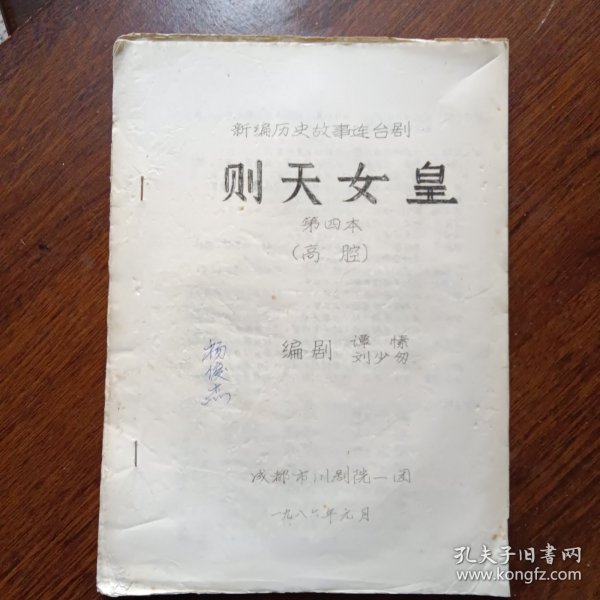 新编历史故事连台剧
则天女皇
第四本
(高腔)
编剧 谭愫
刘少匆
杨俊杰
成都市川剧院一团
一九八六年元月
孔夫子旧书网
www.kongfz.com